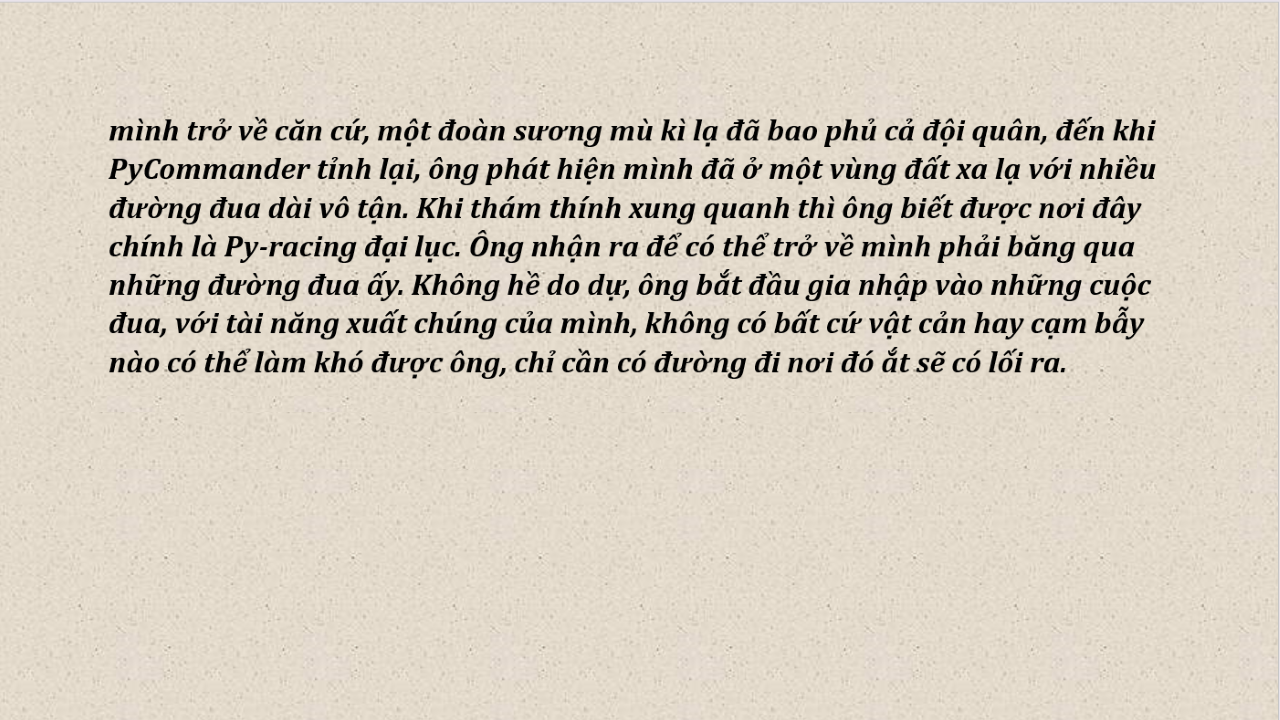 mình trở về căn cứ, một đoàn sương mù kì lạ đã bao phủ cả đội quân, đến khi
PyCommander tỉnh lại, ông phát hiện mình đã ở một vùng đất xa lạ với nhiều
đường đua dài vô tận. Khi thám thính xung quanh thì ông biết được nơi đây
chính là Py-racing đại lục. Ông nhận ra để có thể trở về mình phải băng qua
những đường đua ấy. Không hề do dự, ông bắt đầu gia nhập vào những cuộc
đua, với tài năng xuất chúng của mình, không có bất cứ vật cản hay cạm bẫy
nào có thể làm khó được ông, chỉ cần có đường đi nơi đó ắt sẽ có lối ra.